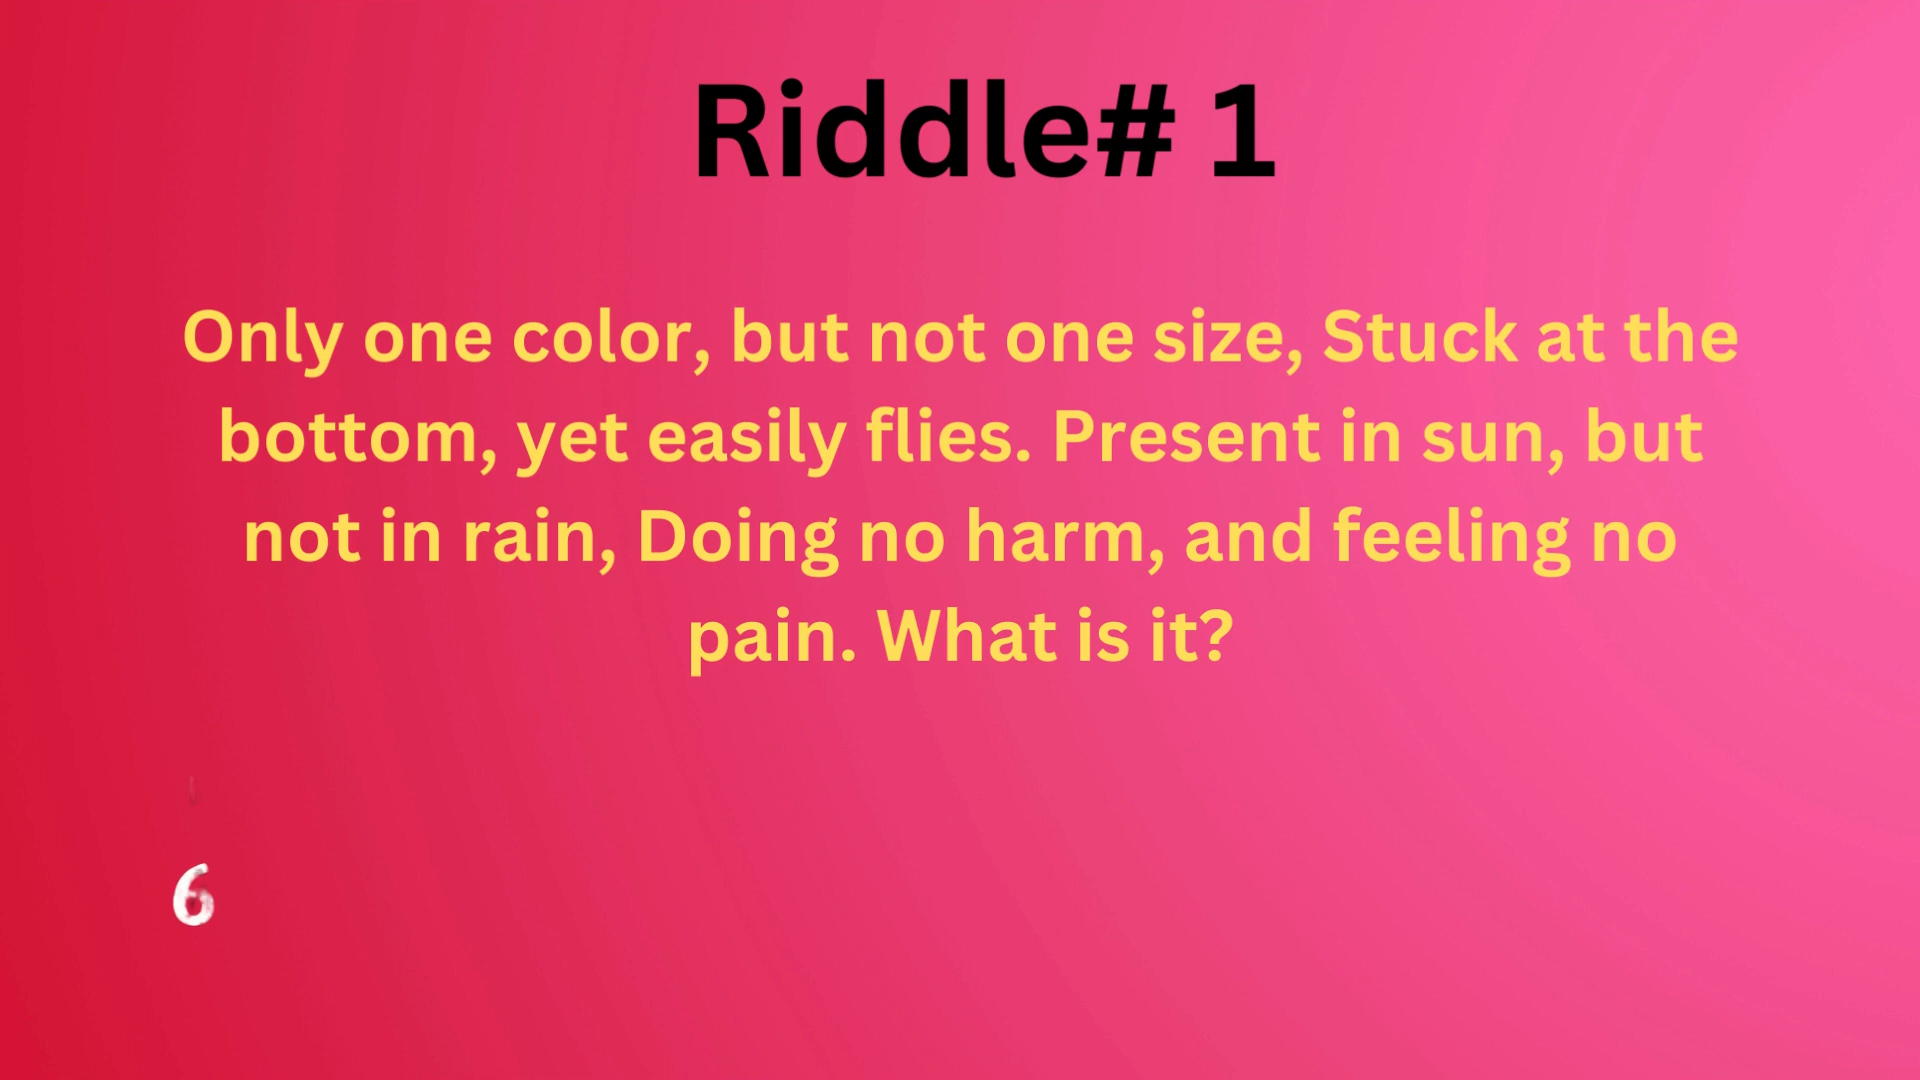 Riddle# 1
Only one color, but not one size, Stuck at the
bottom, yet easily flies. Present in sun, but
not in rain, Doing no harm, and feeling no
pain. What is it?
6